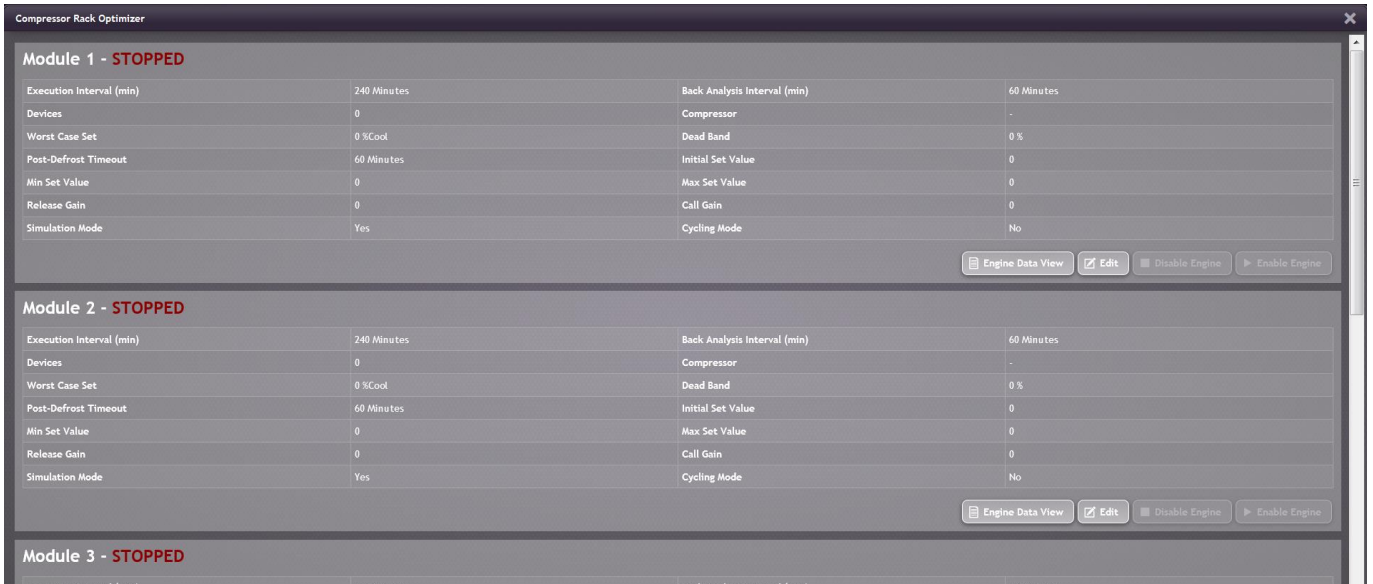 Compressor Rack Optimizer
Module 1 - STOPPED
Execution Interval (min) 240 Minutes Back Analysis Interval (min) 60 Minutes
Devices 0 Compressor -
Worst Case Set 0 %Cool Dead Band 0 %
Post-Defrost Timeout 60 Minutes Initial Set Value 0
Min Set Value 0 Max Set Value 0
Release Gain 0 Call Gain 0
Simulation Mode Yes Cycling Mode No
Engine Data View Edit Disable Engine Enable Engine
Module 2 - STOPPED
Execution Interval (min) 240 Minutes Back Analysis Interval (min) 60 Minutes
Devices 0 Compressor -
Worst Case Set 0 %Cool Dead Band 0 %
Post-Defrost Timeout 60 Minutes Initial Set Value 0
Min Set Value 0 Max Set Value 0
Release Gain 0 Call Gain 0
Simulation Mode Yes Cycling Mode No
Engine Data View Edit Disable Engine Enable Engine
Module 3 - STOPPED